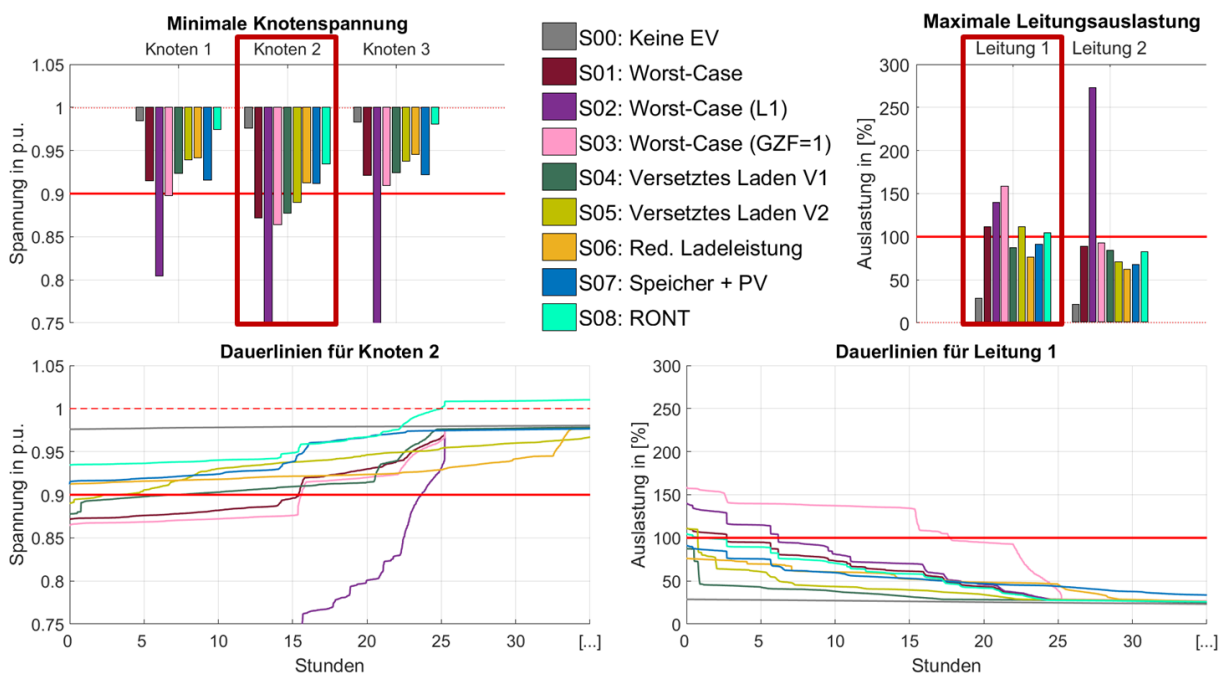 Minimale Knotenspannung
Knoten 1 Knoten 2 Knoten 3
1.05
1
0.95
0.9
0.85
0.8
0.75
Spannung in p.u.
S00: Keine EV
S01: Worst-Case
S02: Worst-Case (L1)
S03: Worst-Case (GZF=1)
S04: Versetztes Laden V1
S05: Versetztes Laden V2
S06: Red. Ladeleistung
S07: Speicher + PV
S08: RONT
Maximale Leitungsauslastung
Leitung 1 Leitung 2
300
250
200
150
100
50
0
Auslastung in [%]
Dauerlinien für Knoten 2
1.05
1
0.95
0.9
0.85
0.8
0.75
Spannung in p.u.
0 5 10 15 20 25 30 [...]
Stunden
Dauerlinien für Leitung 1
300
250
200
150
100
50
0
Auslastung in [%]
0 5 10 15 20 25 30 [...]
Stunden